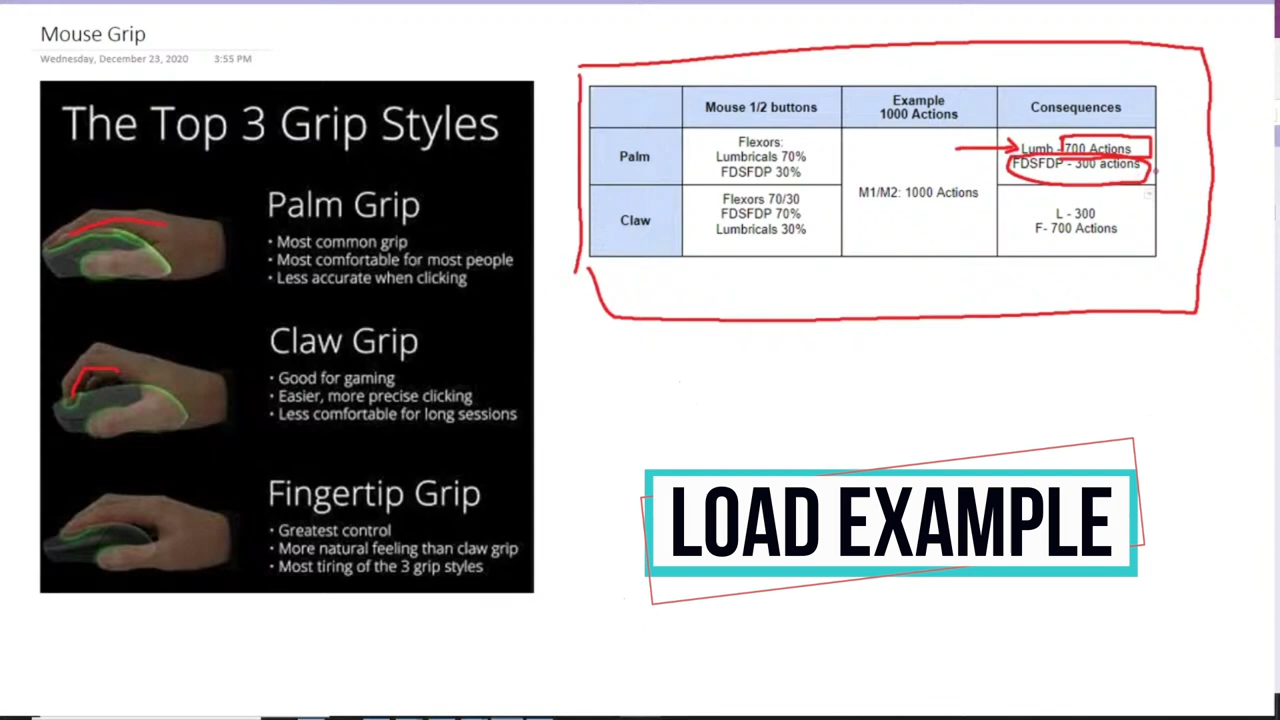 Mouse Grip
Wednesday, December 23, 2020 3:55 PM
The Top 3 Grip Styles
Palm Grip
• Most common grip
• Most comfortable for most people
• Less accurate when clicking
Claw Grip
• Good for gaming
• Easier, more precise clicking
• Less comfortable for long sessions
Fingertip Grip
• Greatest control
• More natural feeling than claw grip
• Most tiring of the 3 grip styles
Mouse 1/2 buttons
Example
1000 Actions
Consequences
Palm
Flexors:
Lumbricals 70%
FDSFDP 30%
M1/M2: 1000 Actions
Lumb - 700 Actions
FDSFDP - 300 actions
Claw
Flexors 70/30
FDSFDP 70%
Lumbricals 30%
L - 300
F- 700 Actions
LOAD EXAMPLE